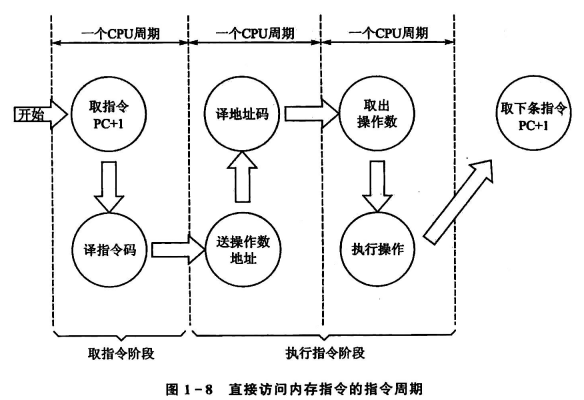 一个CPU周期
一个CPU周期
一个CPU周期
开始
取指令
PC+1
译地址码
取出
操作数
取下条指令
PC+1
译指令码
送操作数
地址
执行操作
取指令阶段
执行指令阶段
图 1-8 直接访问内存指令的指令周期